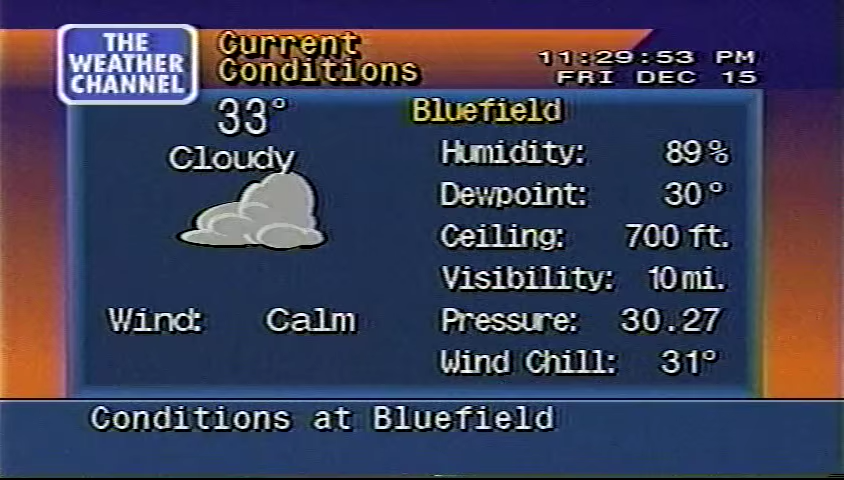 THE
WEATHER
CHANNEL
Current
Conditions
11:29:53 PM
FRI DEC 15
33°
Cloudy
Wind: Calm
Bluefield
Humidity: 89%
Dewpoint: 30°
Ceiling: 700 ft.
Visibility: 10 mi.
Pressure: 30.27
Wind Chill: 31°
Conditions at Bluefield